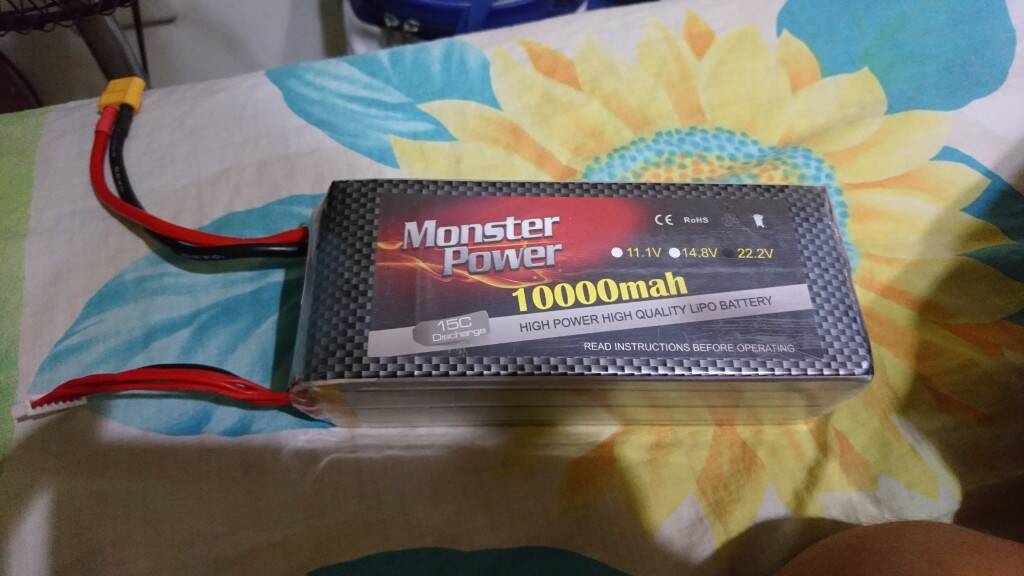 Monster
Power
CE RoHS
11.1V 14.8V 22.2V
10000mah
15C
Discharge
HIGH POWER HIGH QUALITY LiPO BATTERY
READ INSTRUCTIONS BEFORE OPERATING